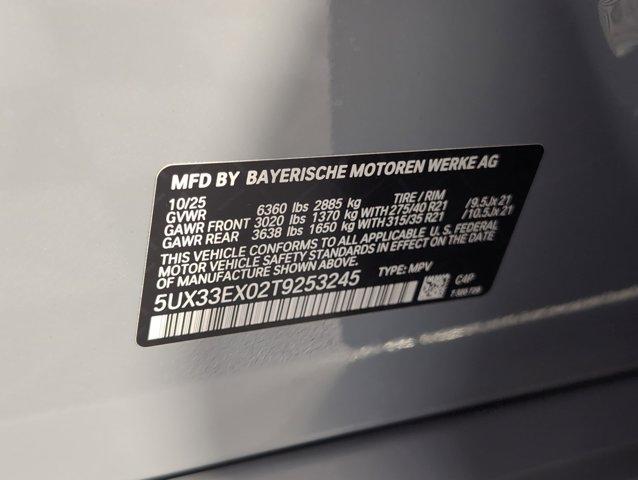 MFD BY BAYERISCHE MOTOREN WERKE AG
10/25 TIRE / RIM
GVWR 6360 lbs 2885 kg
GAWR FRONT 3020 lbs 1370 kg WITH 275/40 R21 /9.5Jx21
GAWR REAR 3638 lbs 1650 kg WITH 315/35 R21 /10.5Jx21
THIS VEHICLE CONFORMS TO ALL APPLICABLE U.S. FEDERAL
MOTOR VEHICLE SAFETY STANDARDS IN EFFECT ON THE DATE
OF MANUFACTURE SHOWN ABOVE.
5UX33EX02T9253245 TYPE: MPV
C4P